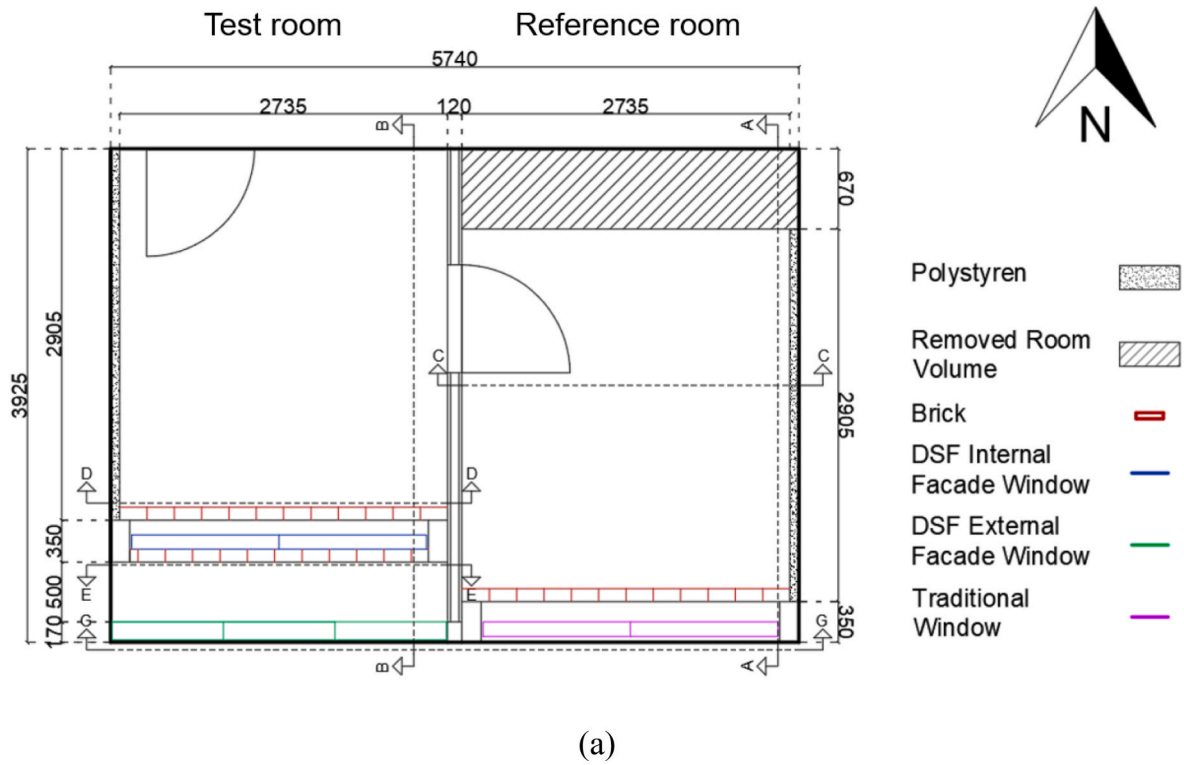 Test room
Reference room
5740
2735
120
2735
B
A
N
3925
2905
670
Polystyren
Removed Room
Volume
C
C
2905
Brick
D
D
DSF Internal
Facade Window
350
DSF External
Facade Window
500
E
E
Traditional
Window
170
G
G
350
B
A
(a)